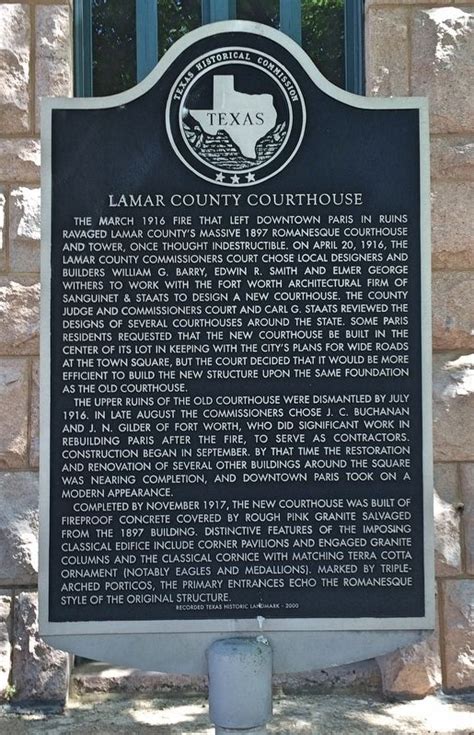 TEXAS HISTORICAL COMMISSION
TEXAS
LAMAR COUNTY COURTHOUSE
THE MARCH 1916 FIRE THAT LEFT DOWNTOWN PARIS IN RUINS
RAVAGED LAMAR COUNTY'S MASSIVE 1897 ROMANESQUE COURTHOUSE
AND TOWER, ONCE THOUGHT INDESTRUCTIBLE. ON APRIL 20, 1916, THE
LAMAR COUNTY COMMISSIONERS COURT CHOSE LOCAL DESIGNERS AND
BUILDERS WILLIAM G. BARRY, EDWIN R. SMITH AND ELMER GEORGE
WITHERS TO WORK WITH THE FORT WORTH ARCHITECTURAL FIRM OF
SANGUINET & STAATS TO DESIGN A NEW COURTHOUSE. THE COUNTY
JUDGE AND COMMISSIONERS COURT AND CARL G. STAATS REVIEWED THE
DESIGNS OF SEVERAL COURTHOUSES AROUND THE STATE. SOME PARIS
RESIDENTS REQUESTED THAT THE NEW COURTHOUSE BE BUILT IN THE
CENTER OF ITS LOT IN KEEPING WITH THE CITY'S PLANS FOR WIDE ROADS
AT THE TOWN SQUARE, BUT THE COURT DECIDED THAT IT WOULD BE MORE
EFFICIENT TO BUILD THE NEW STRUCTURE UPON THE SAME FOUNDATION
AS THE OLD COURTHOUSE.
THE UPPER RUINS OF THE OLD COURTHOUSE WERE DISMANTLED BY JULY
1916. IN LATE AUGUST THE COMMISSIONERS CHOSE J. C. BUCHANAN
AND J. N. GILDER OF FORT WORTH, WHO DID SIGNIFICANT WORK IN
REBUILDING PARIS AFTER THE FIRE, TO SERVE AS CONTRACTORS.
CONSTRUCTION BEGAN IN SEPTEMBER. BY THAT TIME THE RESTORATION
AND RENOVATION OF SEVERAL OTHER BUILDINGS AROUND THE SQUARE
WAS NEARING COMPLETION, AND DOWNTOWN PARIS TOOK ON A
MODERN APPEARANCE.
COMPLETED BY NOVEMBER 1917, THE NEW COURTHOUSE WAS BUILT OF
FIREPROOF CONCRETE COVERED BY ROUGH PINK GRANITE SALVAGED
FROM THE 1897 BUILDING. DISTINCTIVE FEATURES OF THE IMPOSING
CLASSICAL EDIFICE INCLUDE CORNER PAVILIONS AND ENGAGED GRANITE
COLUMNS AND THE CLASSICAL CORNICE WITH MATCHING TERRA COTTA
ORNAMENT (NOTABLY EAGLES AND MEDALLIONS). MARKED BY TRIPLE-
ARCHED PORTICOS, THE PRIMARY ENTRANCES ECHO THE ROMANESQUE
STYLE OF THE ORIGINAL STRUCTURE.
RECORDED TEXAS HISTORIC LANDMARK - 2000